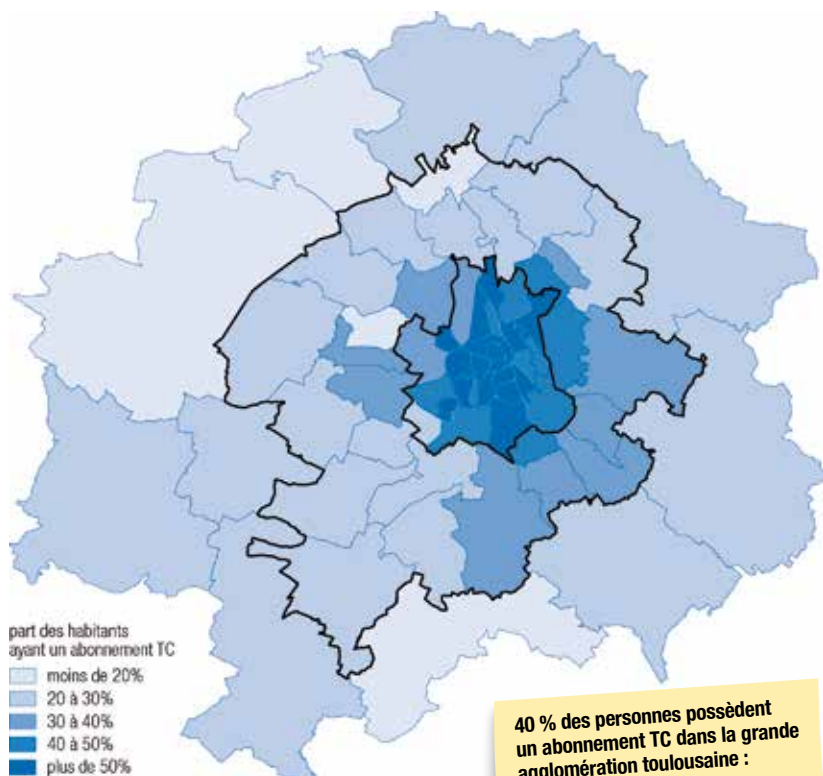 part des habitants
ayant un abonnement TC
moins de 20%
20 à 30%
30 à 40%
40 à 50%
plus de 50%
40 % des personnes possèdent
un abonnement TC dans la grande
agglomération toulousaine :